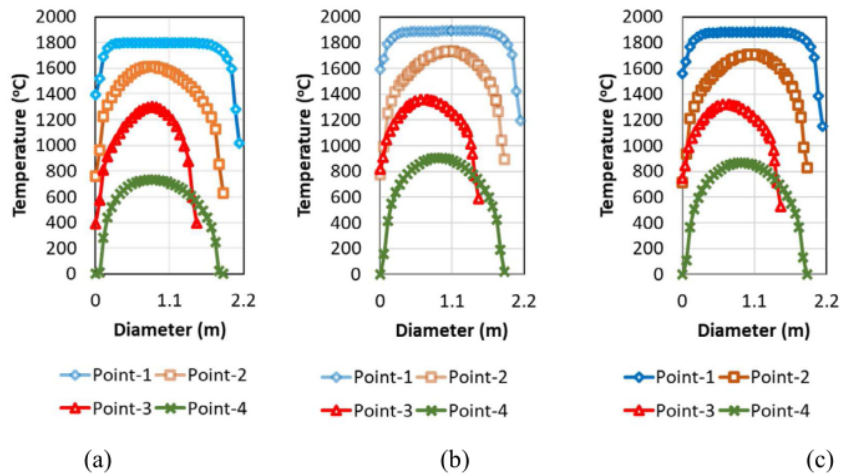 2000
1800
1600
1400
1200
1000
800
600
400
200
0
Temperature (°C)
0 1.1 2.2
Diameter (m)
Point-1 Point-2
Point-3 Point-4
(a)
2000
1800
1600
1400
1200
1000
800
600
400
200
0
Temperature (°C)
0 1.1 2.2
Diameter (m)
Point-1 Point-2
Point-3 Point-4
(b)
2000
1800
1600
1400
1200
1000
800
600
400
200
0
Temperature (°C)
0 1.1 2.2
Diameter (m)
Point-1 Point-2
Point-3 Point-4
(c)